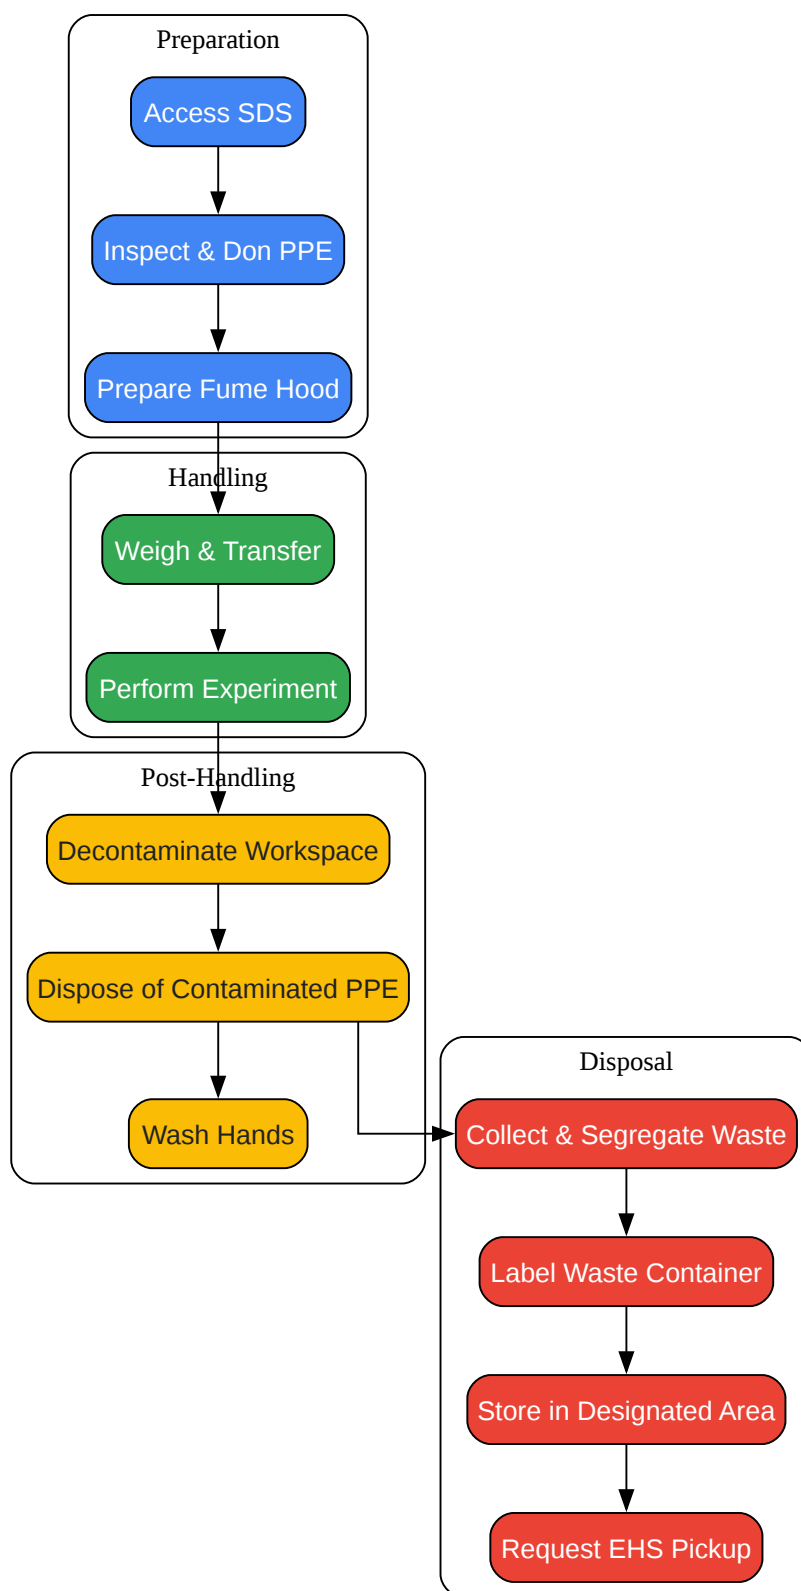 Preparation
Access SDS
Inspect & Don PPE
Prepare Fume Hood
Handling
Weigh & Transfer
Perform Experiment
Post-Handling
Decontaminate Workspace
Dispose of Contaminated PPE
Wash Hands
Disposal
Collect & Segregate Waste
Label Waste Container
Store in Designated Area
Request EHS Pickup